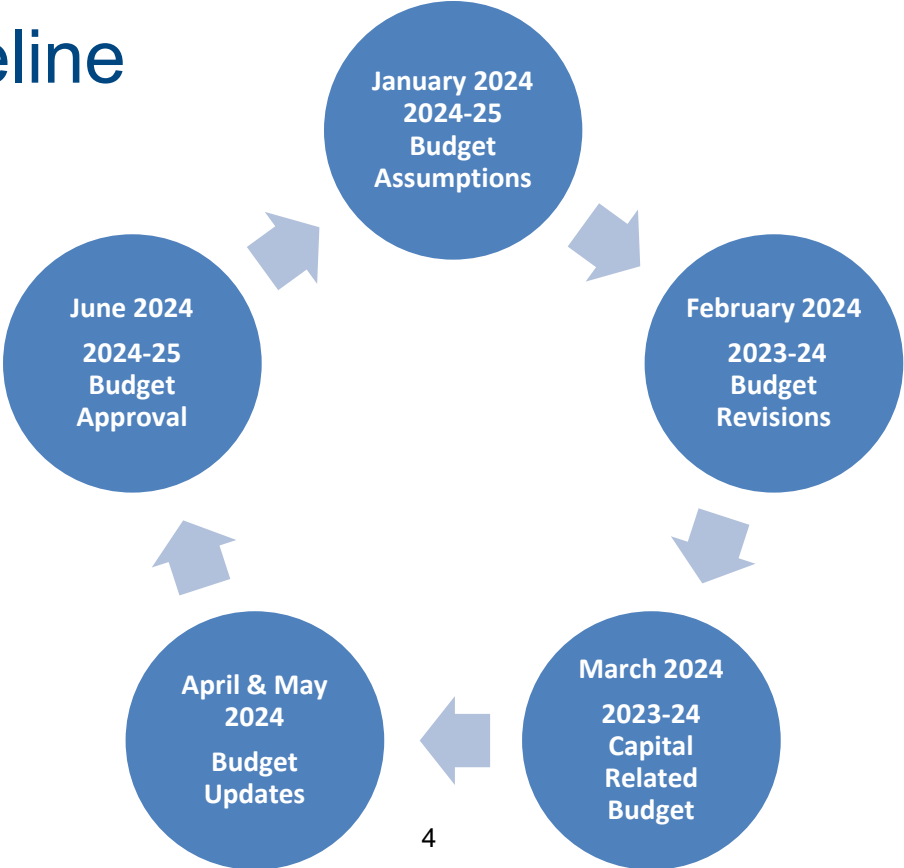 eline
January 2024
2024-25
Budget
Assumptions
February 2024
2023-24
Budget
Revisions
March 2024
2023-24
Capital
Related
Budget
April & May
2024
Budget
Updates
June 2024
2024-25
Budget
Approval
4